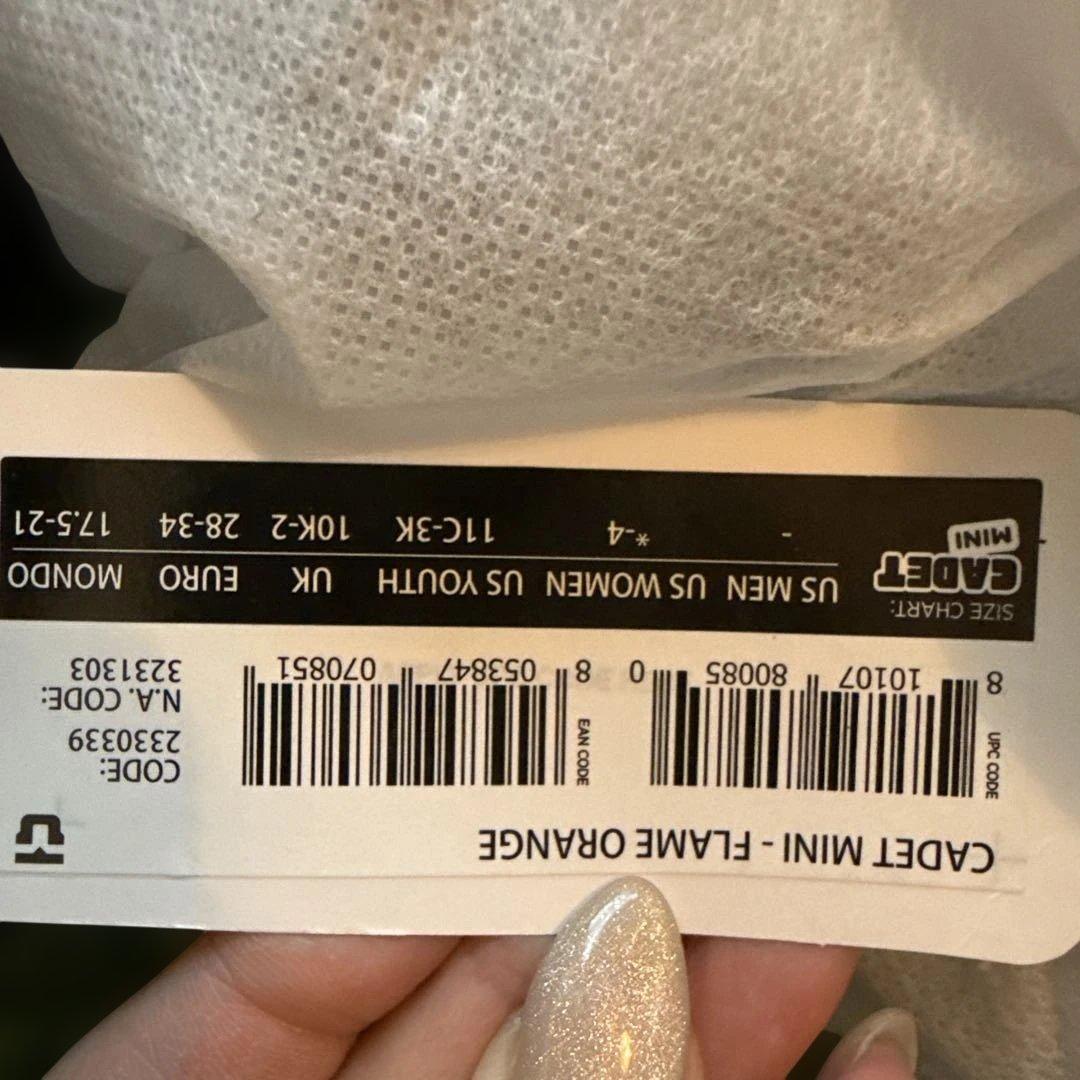 CADET MINI - FLAME ORANGE
UPC CODE
8 10107 80085 0
EAN CODE
8 053847 070851
CODE:
2330339
N.A. CODE:
3231303
SIZE CHART:
CADET
MINI
US MEN US WOMEN US YOUTH UK EURO MONDO
- *-4 11C-3K 10K-2 28-34 17.5-21